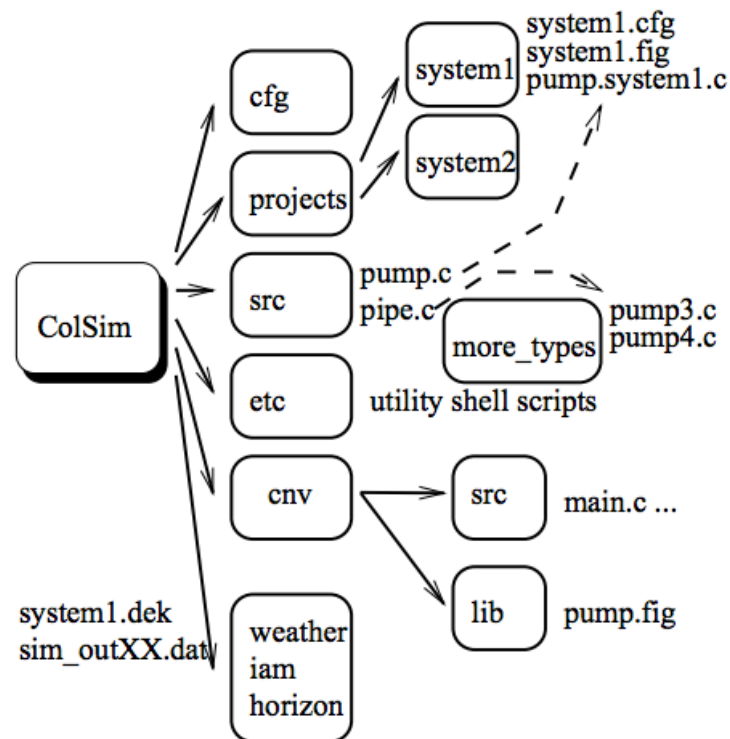 system1.cfg
system1.fig
pump.system1.c
system1
cfg
system2
projects
pump.c
pipe.c
src
pump3.c
pump4.c
ColSim
more_types
etc
utility shell scripts
cnv
src
main.c ...
system1.dek
sim_outXX.dat
weather
iam
horizon
lib
pump.fig